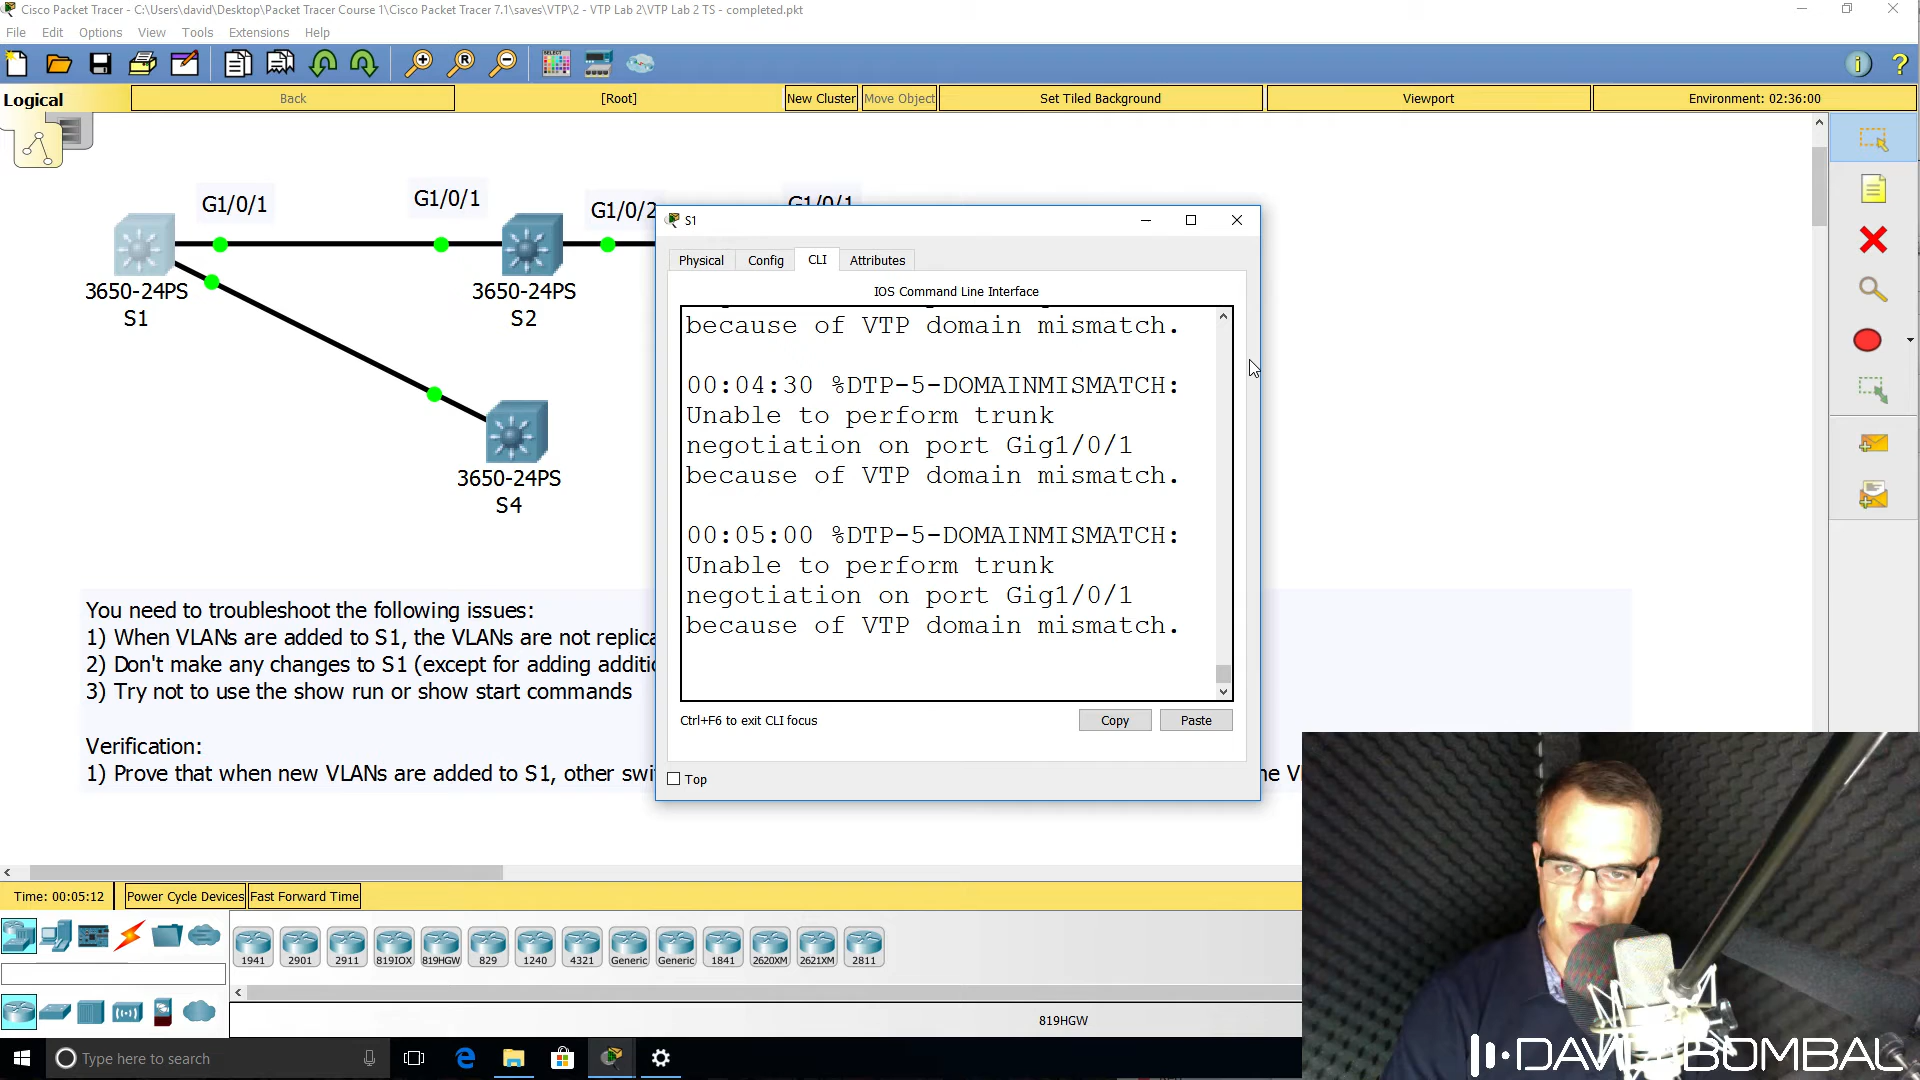 Cisco Packet Tracer - C:\Users\david\Desktop\Packet Tracer Course 1\Cisco Packet Tracer 7.1\saves\VTP\2 - VTP Lab 2\VTP Lab 2 TS - completed.pkt
File Edit Options View Tools Extensions Help
Logical Back [Root] New Cluster Move Object Set Tiled Background Viewport Environment: 02:36:00
G1/0/1 G1/0/1 G1/0/2 G1/0/1
3650-24PS
S1
3650-24PS
S2
3650-24PS
S4
You need to troubleshoot the following issues:
1) When VLANs are added to S1, the VLANs are not replica
2) Don't make any changes to S1 (except for adding additio
3) Try not to use the show run or show start commands
Verification:
1) Prove that when new VLANs are added to S1, other swi
he V
S1
Physical Config CLI Attributes
IOS Command Line Interface
because of VTP domain mismatch.
00:04:30 %DTP-5-DOMAINMISMATCH:
Unable to perform trunk
negotiation on port Gig1/0/1
because of VTP domain mismatch.
00:05:00 %DTP-5-DOMAINMISMATCH:
Unable to perform trunk
negotiation on port Gig1/0/1
because of VTP domain mismatch.
Ctrl+F6 to exit CLI focus Copy Paste
Top
Time: 00:05:12 Power Cycle Devices Fast Forward Time
1941 2901 2911 819IOX 819HGW 829 1240 4321 Generic Generic 1841 2620XM 2621XM 2811
819HGW
Type here to search
DAVID BOMBAL